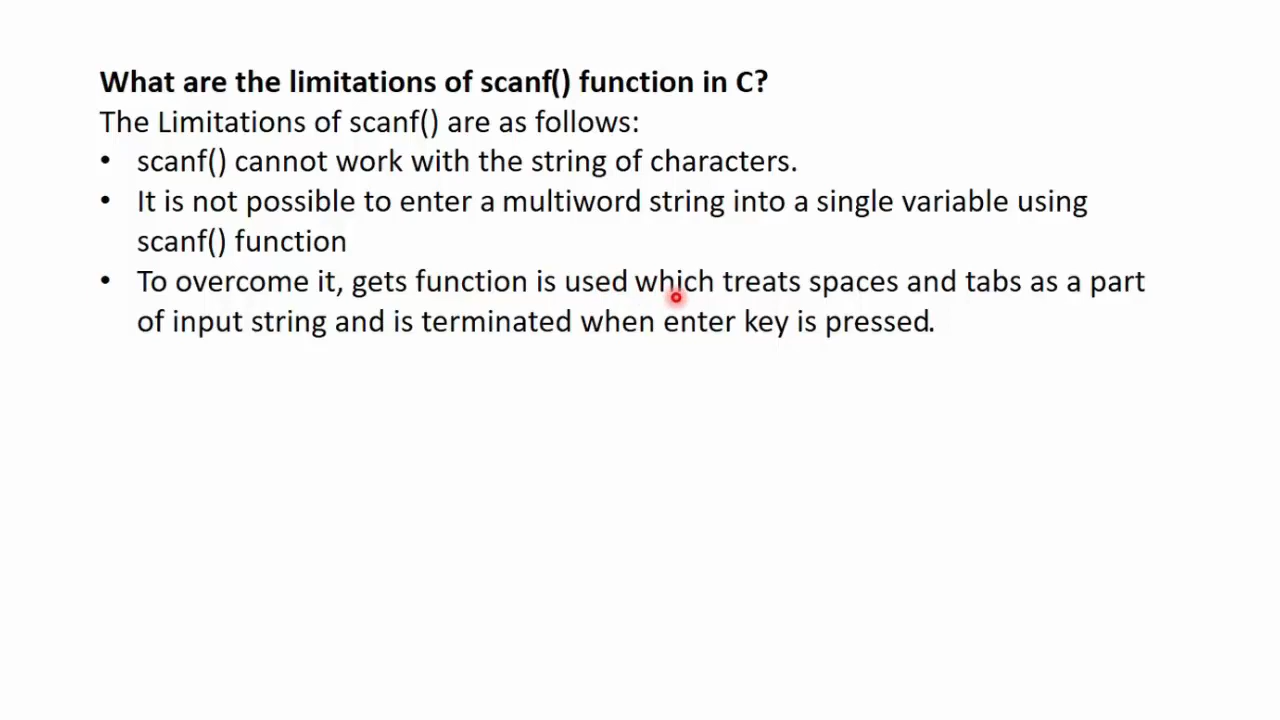 What are the limitations of scanf() function in C?
The Limitations of scanf() are as follows:
• scanf() cannot work with the string of characters.
• It is not possible to enter a multiword string into a single variable using
scanf() function
• To overcome it, gets function is used which treats spaces and tabs as a part
of input string and is terminated when enter key is pressed.